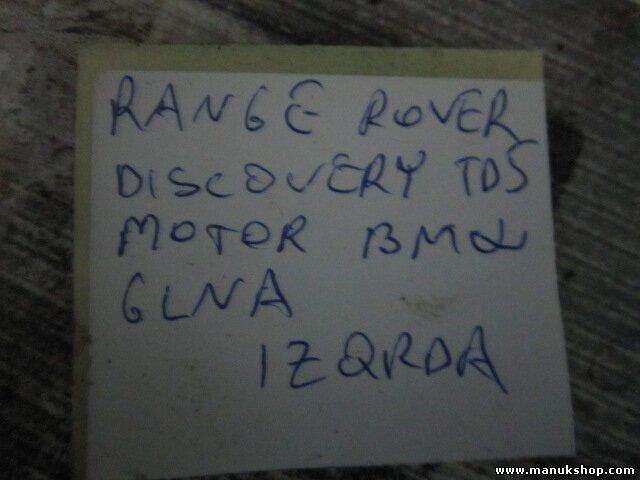 RANGE ROVER
DISCOVERY TD5
MOTOR BMW
GLNA
IZQRDA
www.manukshop.com